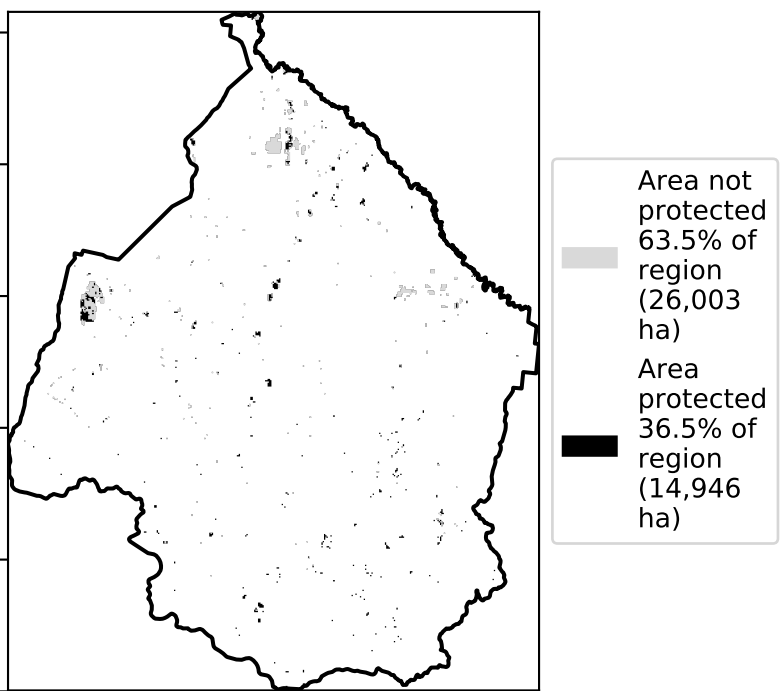 Area not
protected
63.5% of
region
(26,003
ha)
Area
protected
36.5% of
region
(14,946
ha)